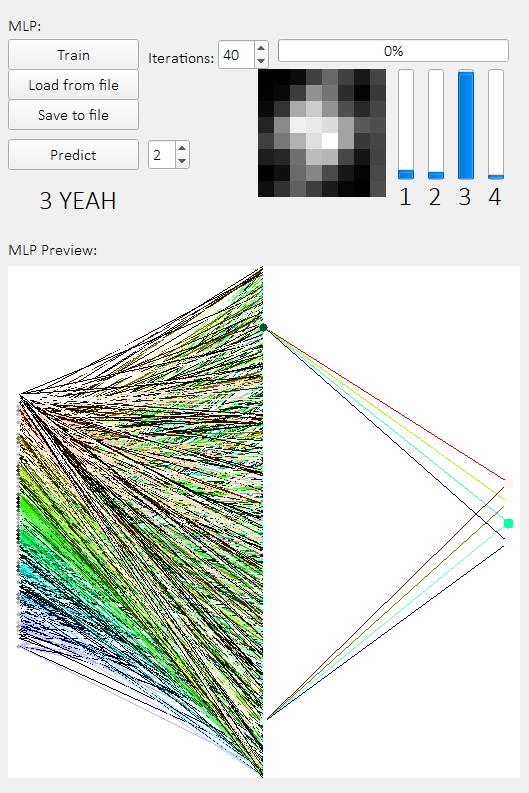 MLP:
Train
Iterations: 40
0%
Load from file
Save to file
Predict
2
3 YEAH
1 2 3 4
MLP Preview: